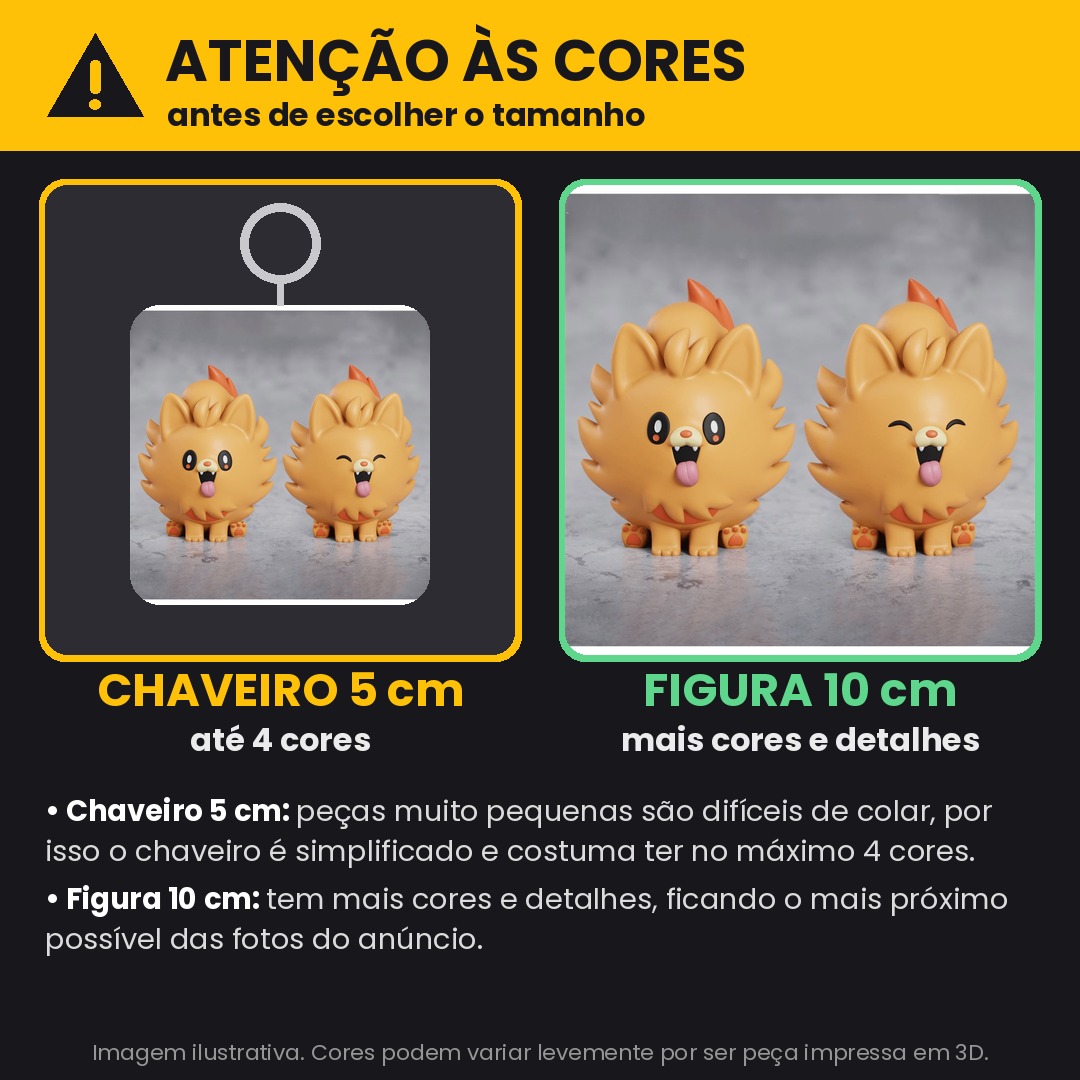 ATENÇÃO ÀS CORES
antes de escolher o tamanho
CHAVEIRO 5 cm
até 4 cores
FIGURA 10 cm
mais cores e detalhes
• Chaveiro 5 cm: peças muito pequenas são difíceis de colar, por
isso o chaveiro é simplificado e costuma ter no máximo 4 cores.
• Figura 10 cm: tem mais cores e detalhes, ficando o mais próximo
possível das fotos do anúncio.
Imagem ilustrativa. Cores podem variar levemente por ser peça impressa em 3D.